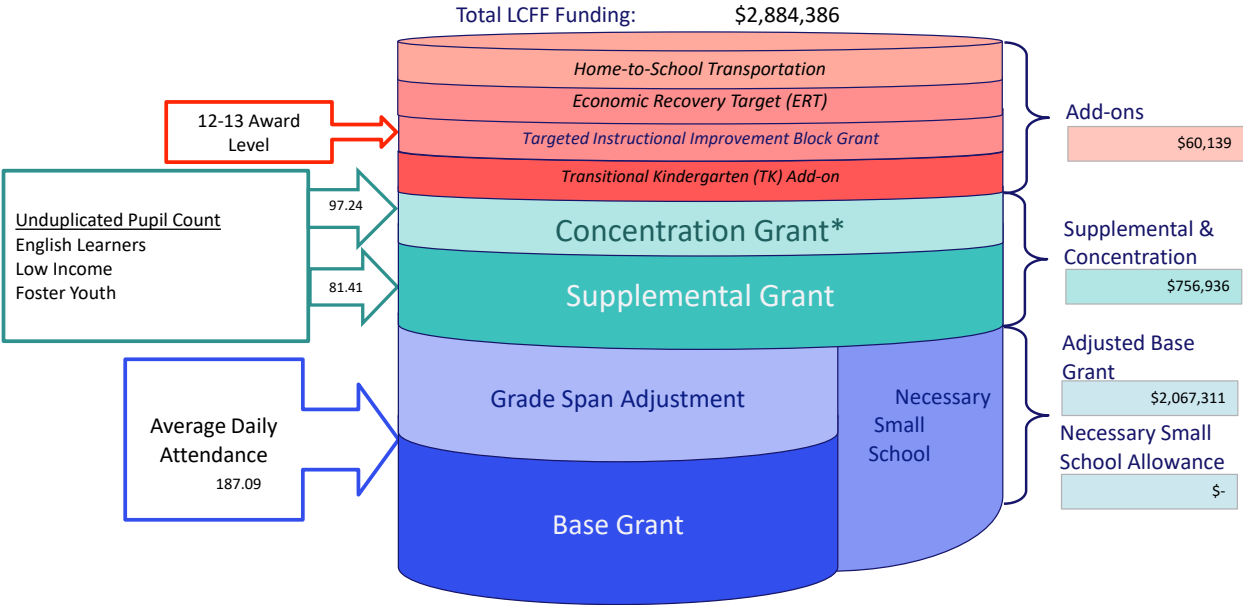 Total LCFF Funding: $2,884,386
Home-to-School Transportation
Economic Recovery Target (ERT)
Targeted Instructional Improvement Block Grant
Transitional Kindergarten (TK) Add-on
12-13 Award
Level
Add-ons
$60,139
Unduplicated Pupil Count
English Learners
Low Income
Foster Youth
97.24
81.41
Concentration Grant*
Supplemental Grant
Supplemental &
Concentration
$756,936
Average Daily
Attendance
187.09
Grade Span Adjustment
Base Grant
Necessary
Small
School
Adjusted Base
Grant
$2,067,311
Necessary Small
School Allowance
$-